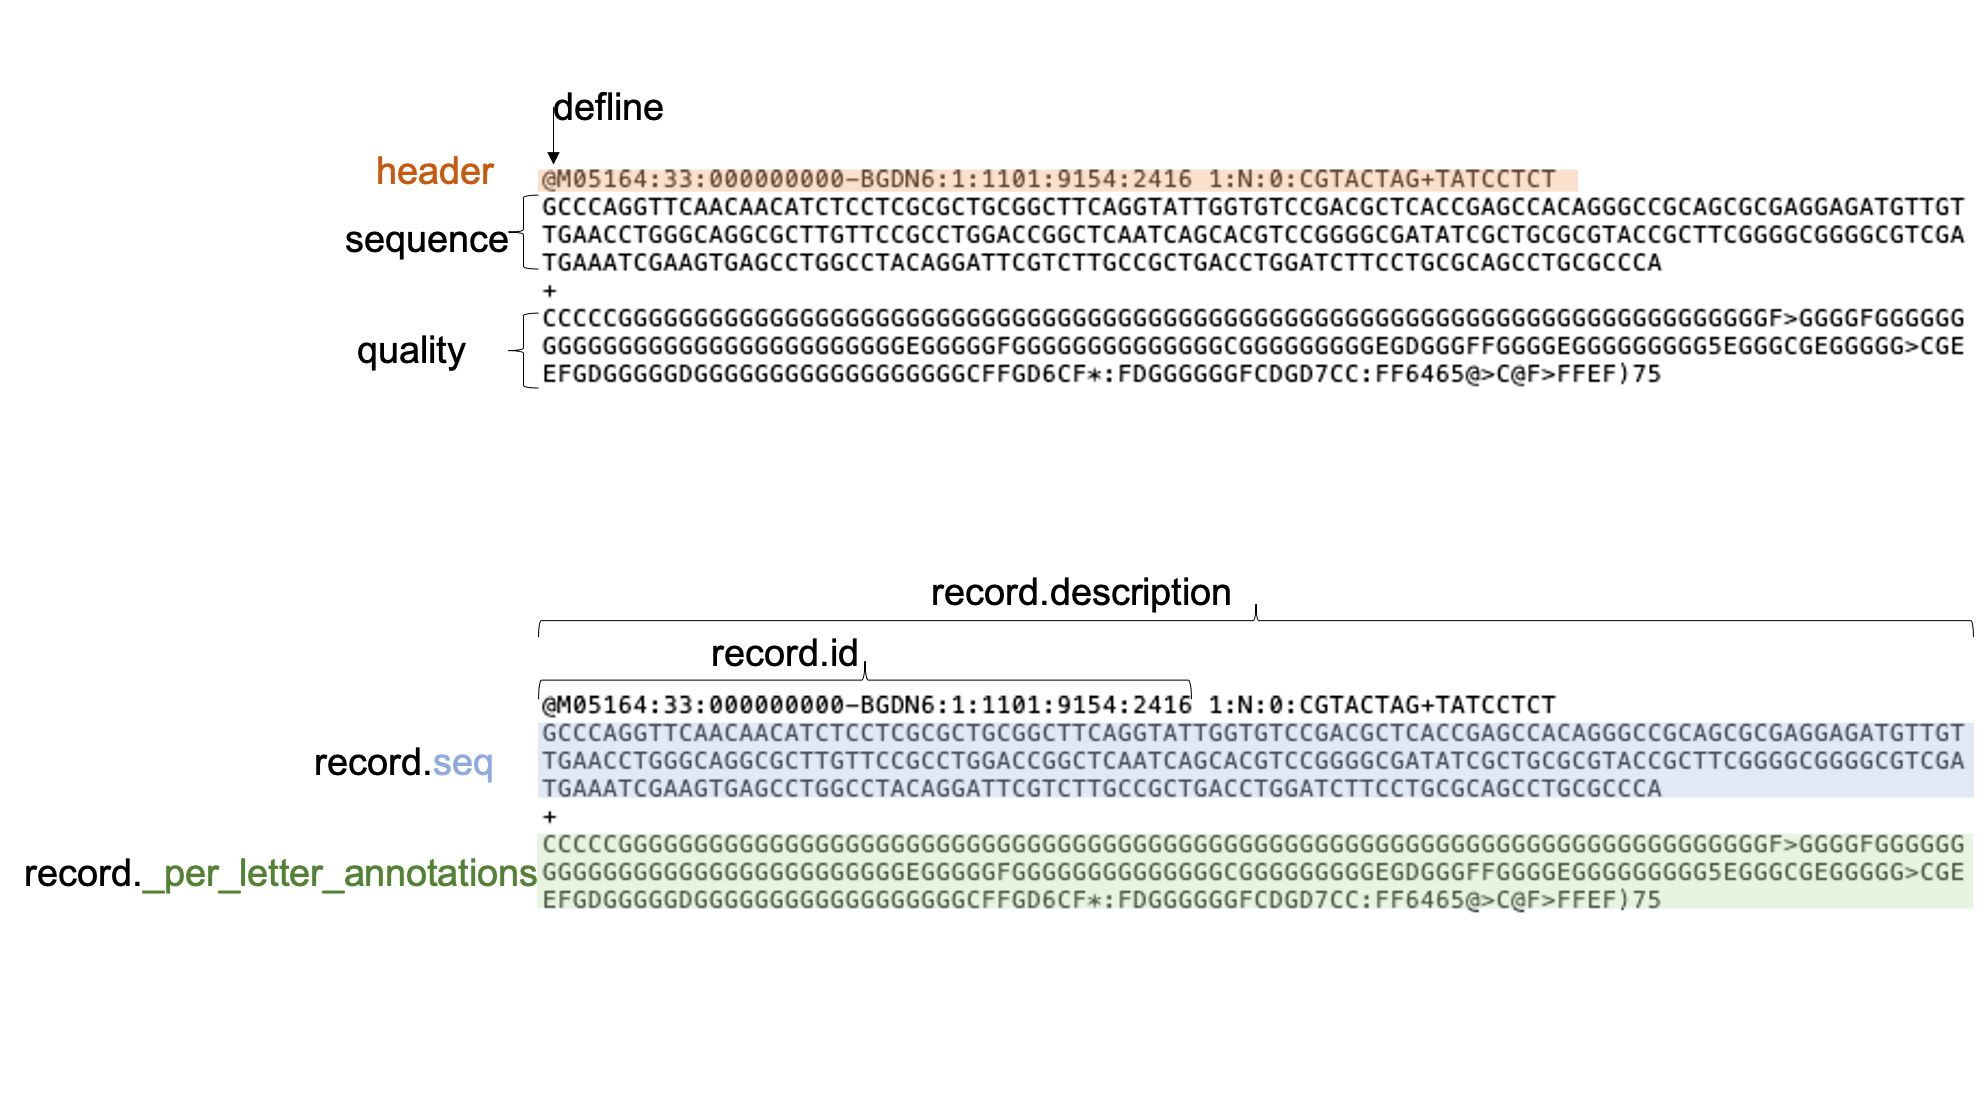 defline
header
@M05164:33:000000000-BGDN6:1:1101:9154:2416 1:N:0:CGTACTAG+TATCCTCT
sequence
GCCCAGGTTCAACAACATCTCCTCGCGCTGCGGCTTCAGGTATTGGTGTCCGACGCTCACCGAGCCACAGGGCCGCAGCGCGAGGAGATGTTGT
TGAACCTGGGCAGGCGCTTGTTCCGCCTGGACCGGCTCAATCAGCACGTCCGGGGCGATATCGCTGCGCGTACCGCTTCGGGGCGGGGCGTCGA
TGAAATCGAAGTGAGCCTGGCCTACAGGATTCGTCTTGCCGCTGACCTGGATCTTCCTGCGCAGCCTGCGCCCA
+
quality
CCCCCGGGGGGGGGGGGGGGGGGGGGGGGGGGGGGGGGGGGGGGGGGGGGGGGGGGGGGGGGGGGGGGGGGGGGGGGGGGGF>GGGGFGGGGGG
GGGGGGGGGGGGGGGGGGGGGGGGEGGGGGFGGGGGGGGGGGGGGCGGGGGGGGGEGDGGGFFGGGGEGGGGGGGGG5EGGGCGEGGGGG>CGE
EFGDGGGGGDGGGGGGGGGGGGGGGGGGCFFGD6CF*:FDGGGGGGFCDGD7CC:FF6465@>C@F>FFEF)75
record.description
record.id
@M05164:33:000000000-BGDN6:1:1101:9154:2416 1:N:0:CGTACTAG+TATCCTCT
record.seq
GCCCAGGTTCAACAACATCTCCTCGCGCTGCGGCTTCAGGTATTGGTGTCCGACGCTCACCGAGCCACAGGGCCGCAGCGCGAGGAGATGTTGT
TGAACCTGGGCAGGCGCTTGTTCCGCCTGGACCGGCTCAATCAGCACGTCCGGGGCGATATCGCTGCGCGTACCGCTTCGGGGCGGGGCGTCGA
TGAAATCGAAGTGAGCCTGGCCTACAGGATTCGTCTTGCCGCTGACCTGGATCTTCCTGCGCAGCCTGCGCCCA
+
record._per_letter_annotations
CCCCCGGGGGGGGGGGGGGGGGGGGGGGGGGGGGGGGGGGGGGGGGGGGGGGGGGGGGGGGGGGGGGGGGGGGGGGGGGGGF>GGGGFGGGGGG
GGGGGGGGGGGGGGGGGGGGGGGGEGGGGGFGGGGGGGGGGGGGGCGGGGGGGGGEGDGGGFFGGGGEGGGGGGGGG5EGGGCGEGGGGG>CGE
EFGDGGGGGDGGGGGGGGGGGGGGGGGGCFFGD6CF*:FDGGGGGGFCDGD7CC:FF6465@>C@F>FFEF)75